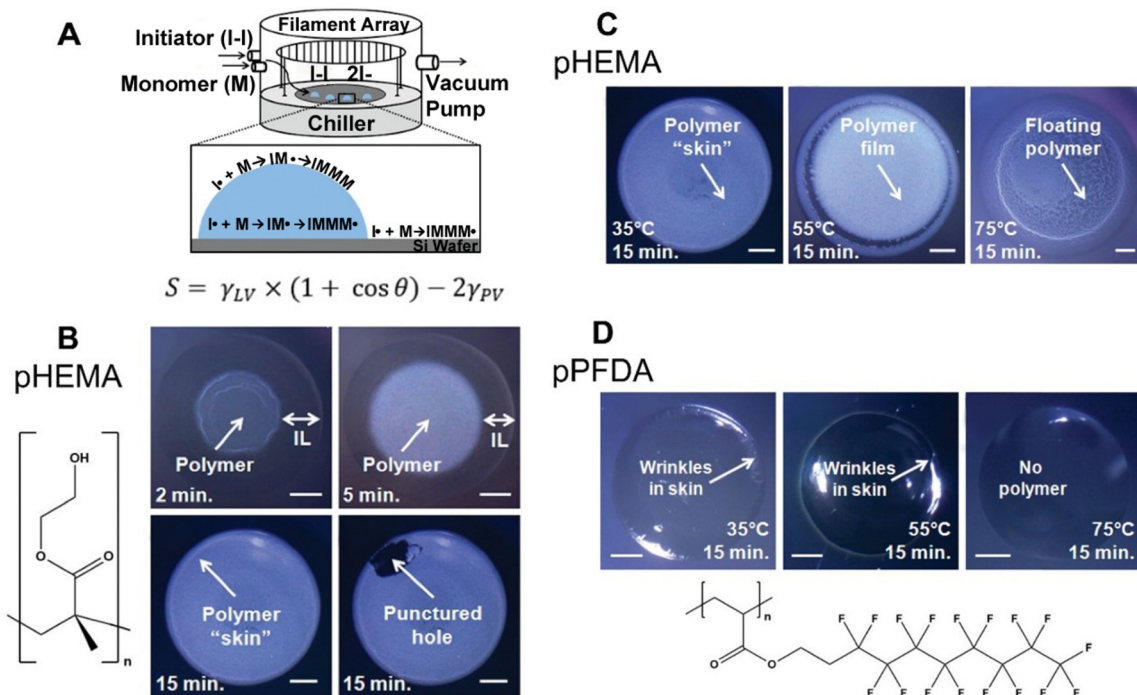 A
Filament Array
Initiator (I-I)
Monomer (M)
I-I 2I-
Vacuum
Pump
Chiller
I• + M → IM• → IMMM
I• + M → IM• → IMMM•
I• + M → IMMM•
Si Wafer
S = γLV × (1 + cos θ) − 2γPV
B
pHEMA
IL
Polymer
2 min.
IL
Polymer
5 min.
OH
O
O
n
Polymer
“skin”
15 min.
Punctured
hole
15 min.
C
pHEMA
Polymer
“skin”
35°C
15 min.
Polymer
film
55°C
15 min.
Floating
polymer
75°C
15 min.
D
pPFDA
Wrinkles
in skin
35°C
15 min.
Wrinkles
in skin
55°C
15 min.
No
polymer
75°C
15 min.
n
O
O
F F F F F F F F
F
F F F F F F F F